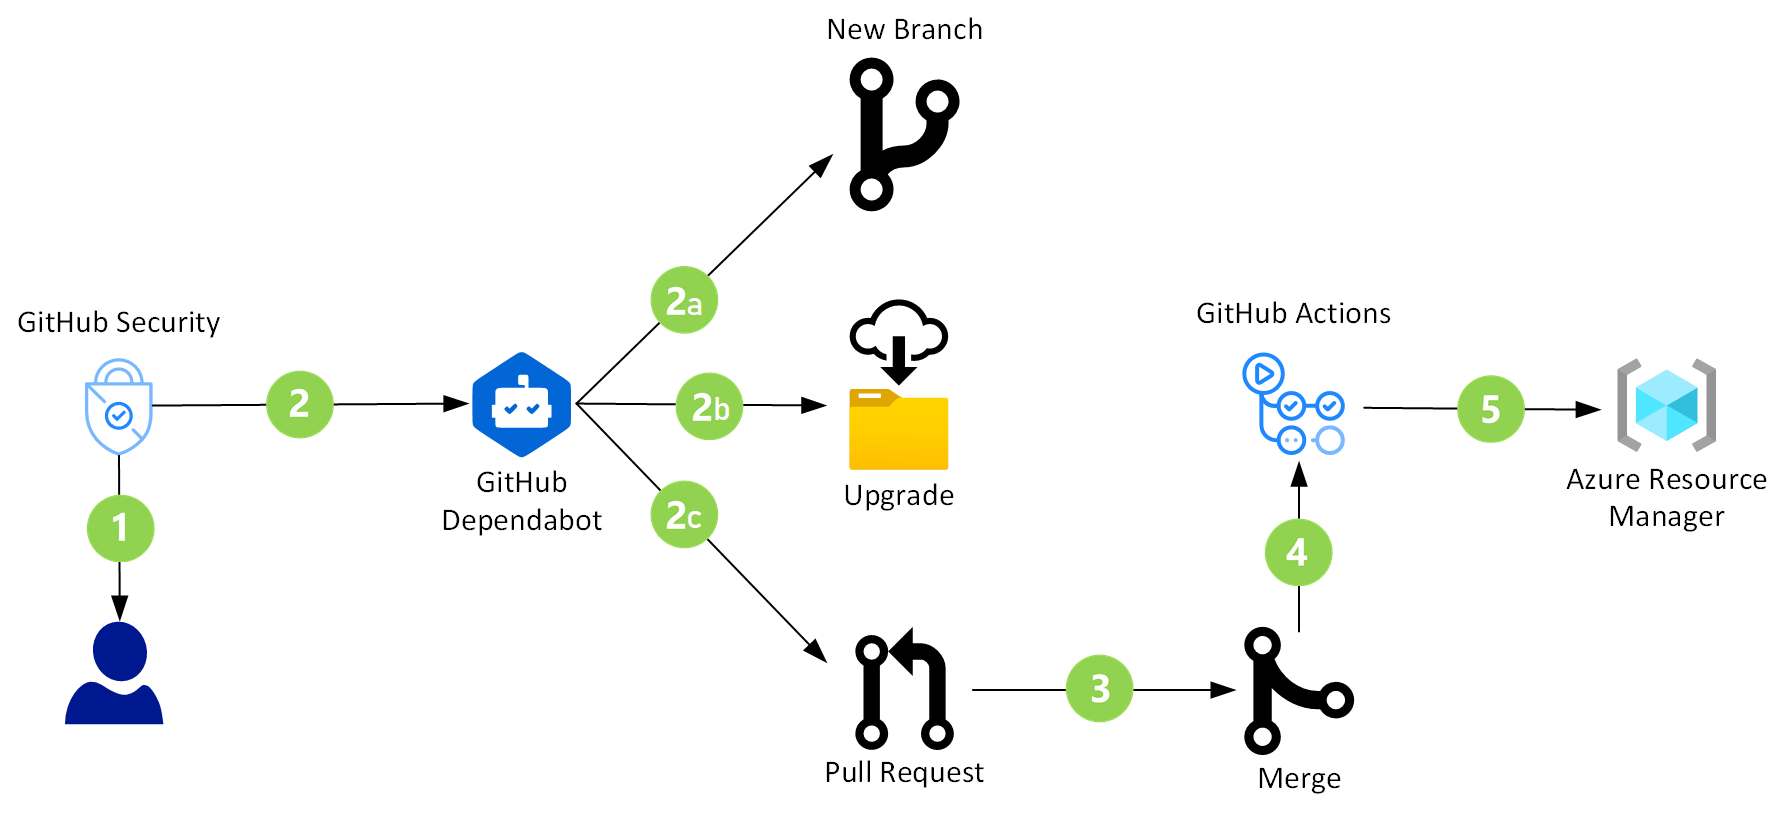 New Branch
2a
GitHub Security
GitHub Actions
2
2b
5
GitHub
Dependabot
Upgrade
Azure Resource
Manager
1
2c
4
3
Pull Request
Merge